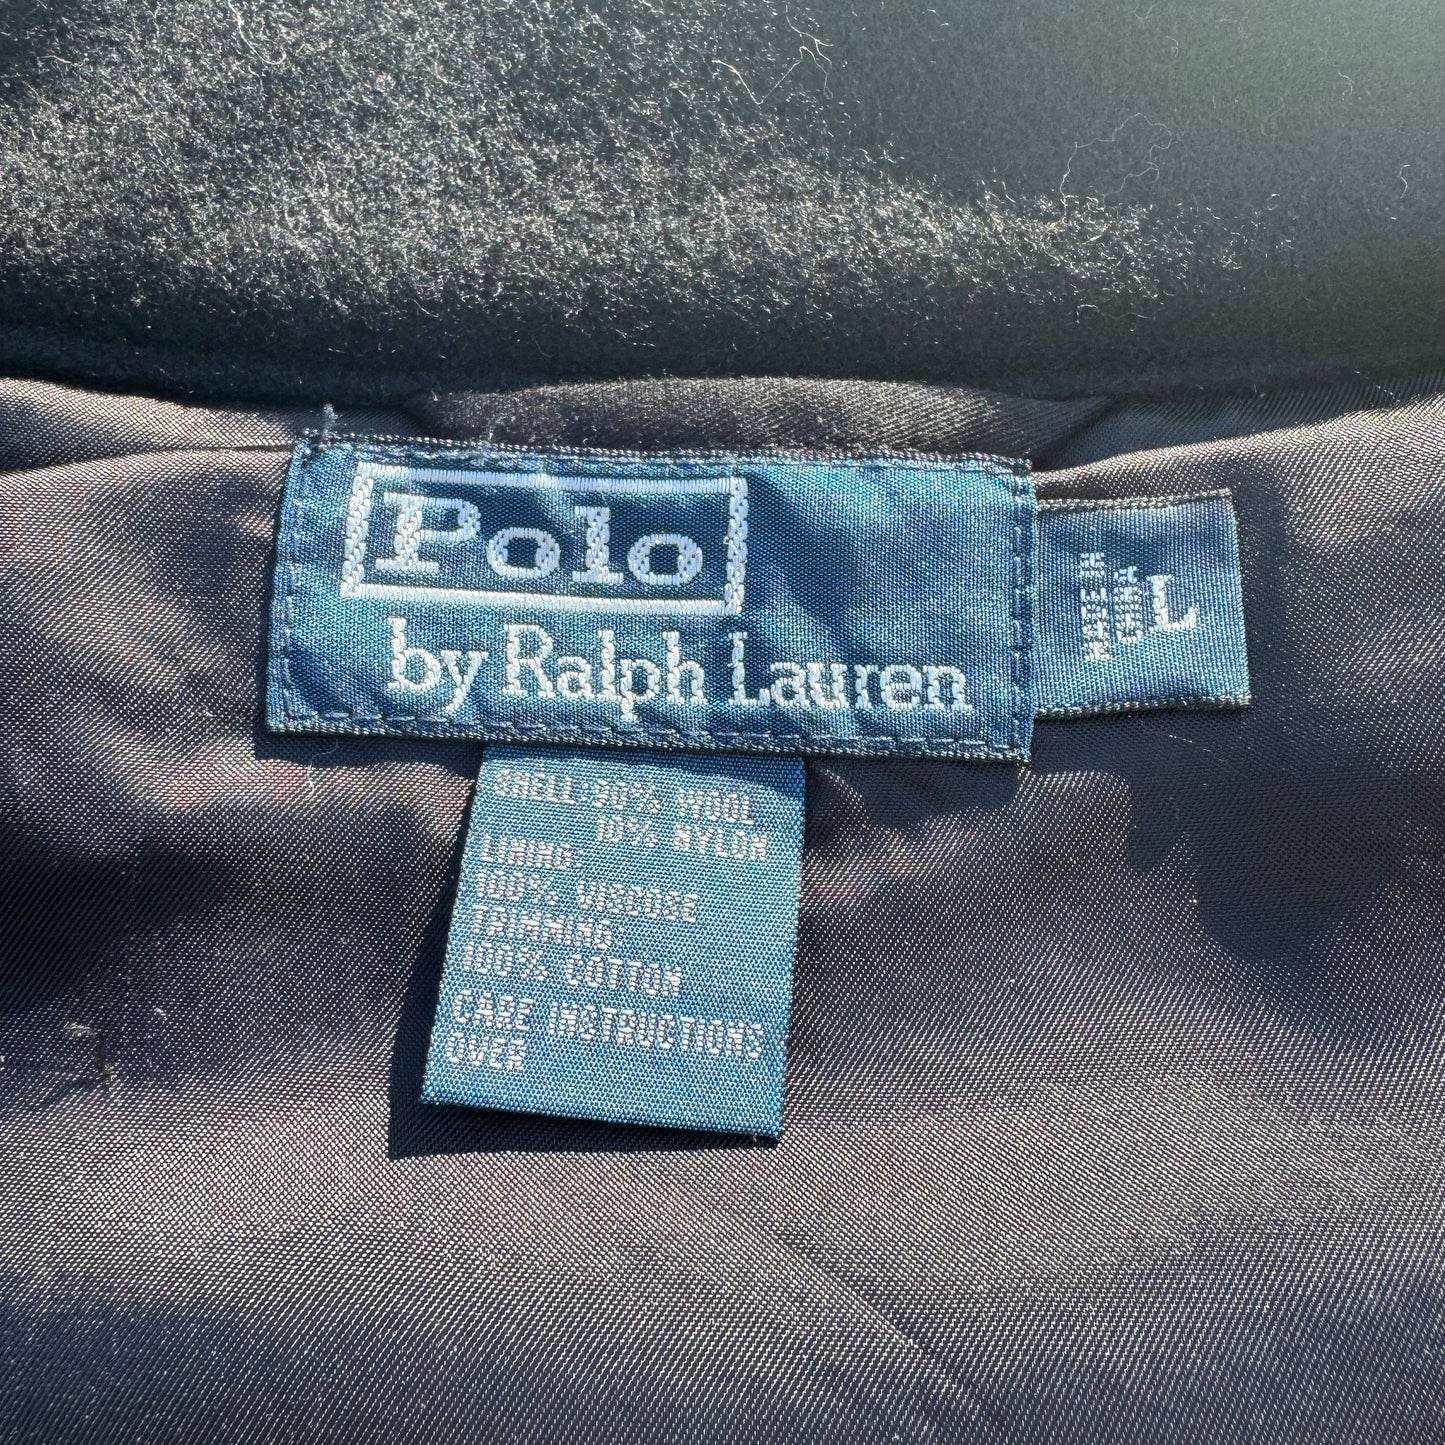 Polo
by Ralph Lauren
MADE IN
CHINA
L
SHELL: 90% WOOL
10% NYLON
LINING:
100% VISCOSE
TRIMMING
100% COTTON
CARE INSTRUCTIONS
OVER